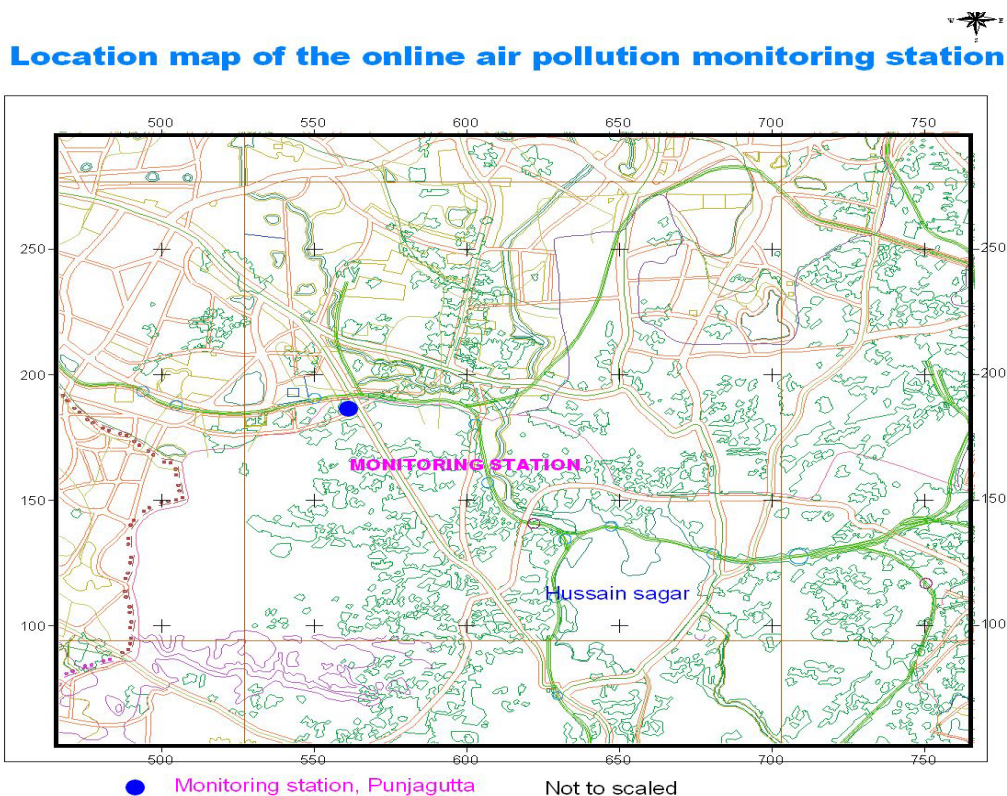 W E
S
Location map of the online air pollution monitoring station
500 550 600 650 700 750
250 250
200 200
MONITORING STATION
150 150
Hussain sagar
100 100
500 550 600 650 700 750
Monitoring station, Punjagutta Not to scaled